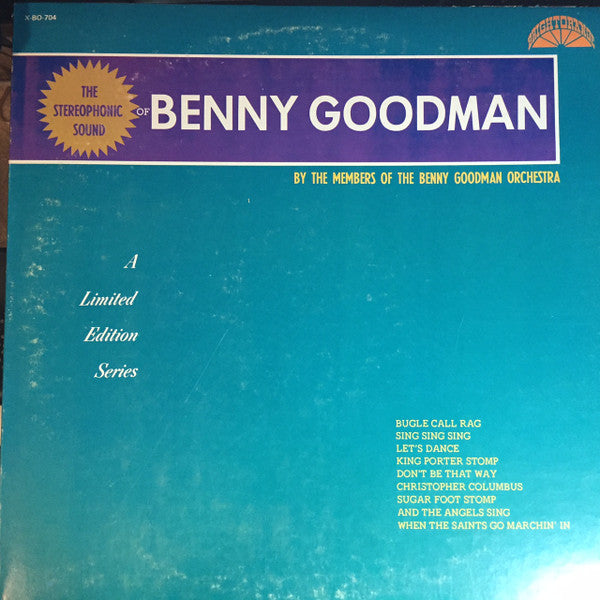 X-BO-704
BRIGHTORANGE
THE
STEREOPHONIC
SOUND
OF BENNY GOODMAN
BY THE MEMBERS OF THE BENNY GOODMAN ORCHESTRA
A
Limited
Edition
Series
BUGLE CALL RAG
SING SING SING
LET'S DANCE
KING PORTER STOMP
DON'T BE THAT WAY
CHRISTOPHER COLUMBUS
SUGAR FOOT STOMP
AND THE ANGELS SING
WHEN THE SAINTS GO MARCHIN' IN